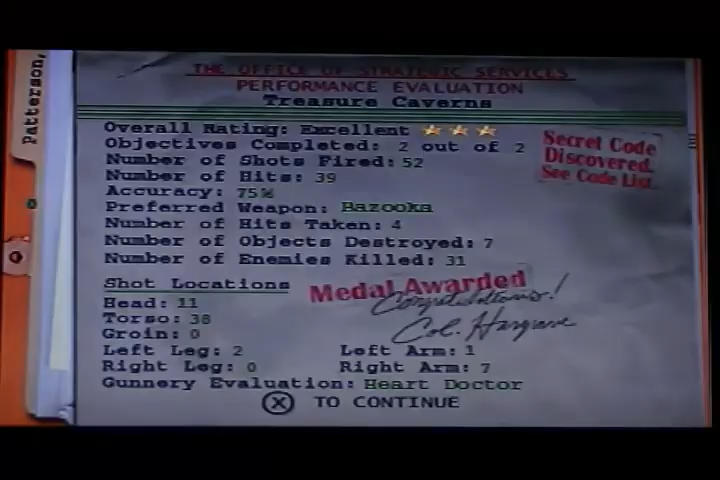 Patterson,
THE OFFICE OF STRATEGIC SERVICES
PERFORMANCE EVALUATION
Treasure Caverns
Overall Rating: Excellent
Objectives Completed: 2 out of 2
Number of Shots Fired: 52
Number of Hits: 39
Accuracy: 75%
Preferred Weapon: Bazooka
Number of Hits Taken: 4
Number of Objects Destroyed: 7
Number of Enemies Killed: 31
Secret Code
Discovered.
See Code List.
Shot Locations
Medal Awarded
Congratulations!
Col. Hargrove
Head: 11
Torso: 38
Groin: 0
Left Leg: 2 Left Arm: 1
Right Leg: 0 Right Arm: 7
Gunnery Evaluation: Heart Doctor
X TO CONTINUE